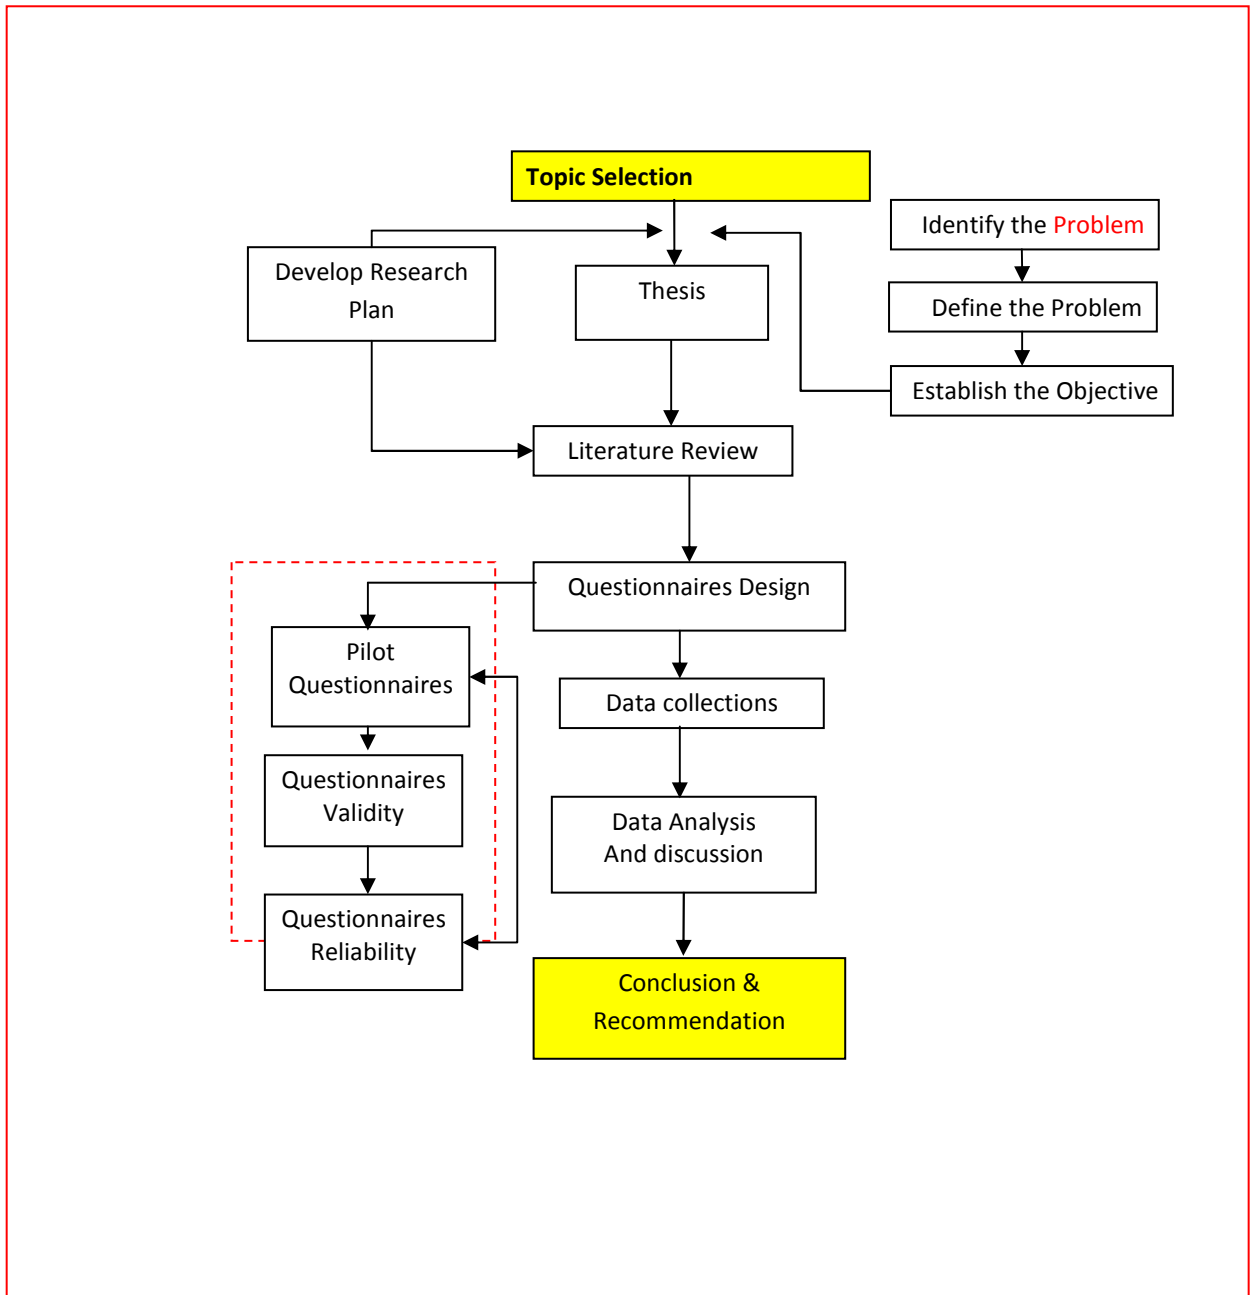 Topic Selection
Identify the Problem
Develop Research
Plan
Thesis
Define the Problem
Establish the Objective
Literature Review
Questionnaires Design
Pilot
Questionnaires
Data collections
Questionnaires
Validity
Data Analysis
And discussion
Questionnaires
Reliability
Conclusion &
Recommendation